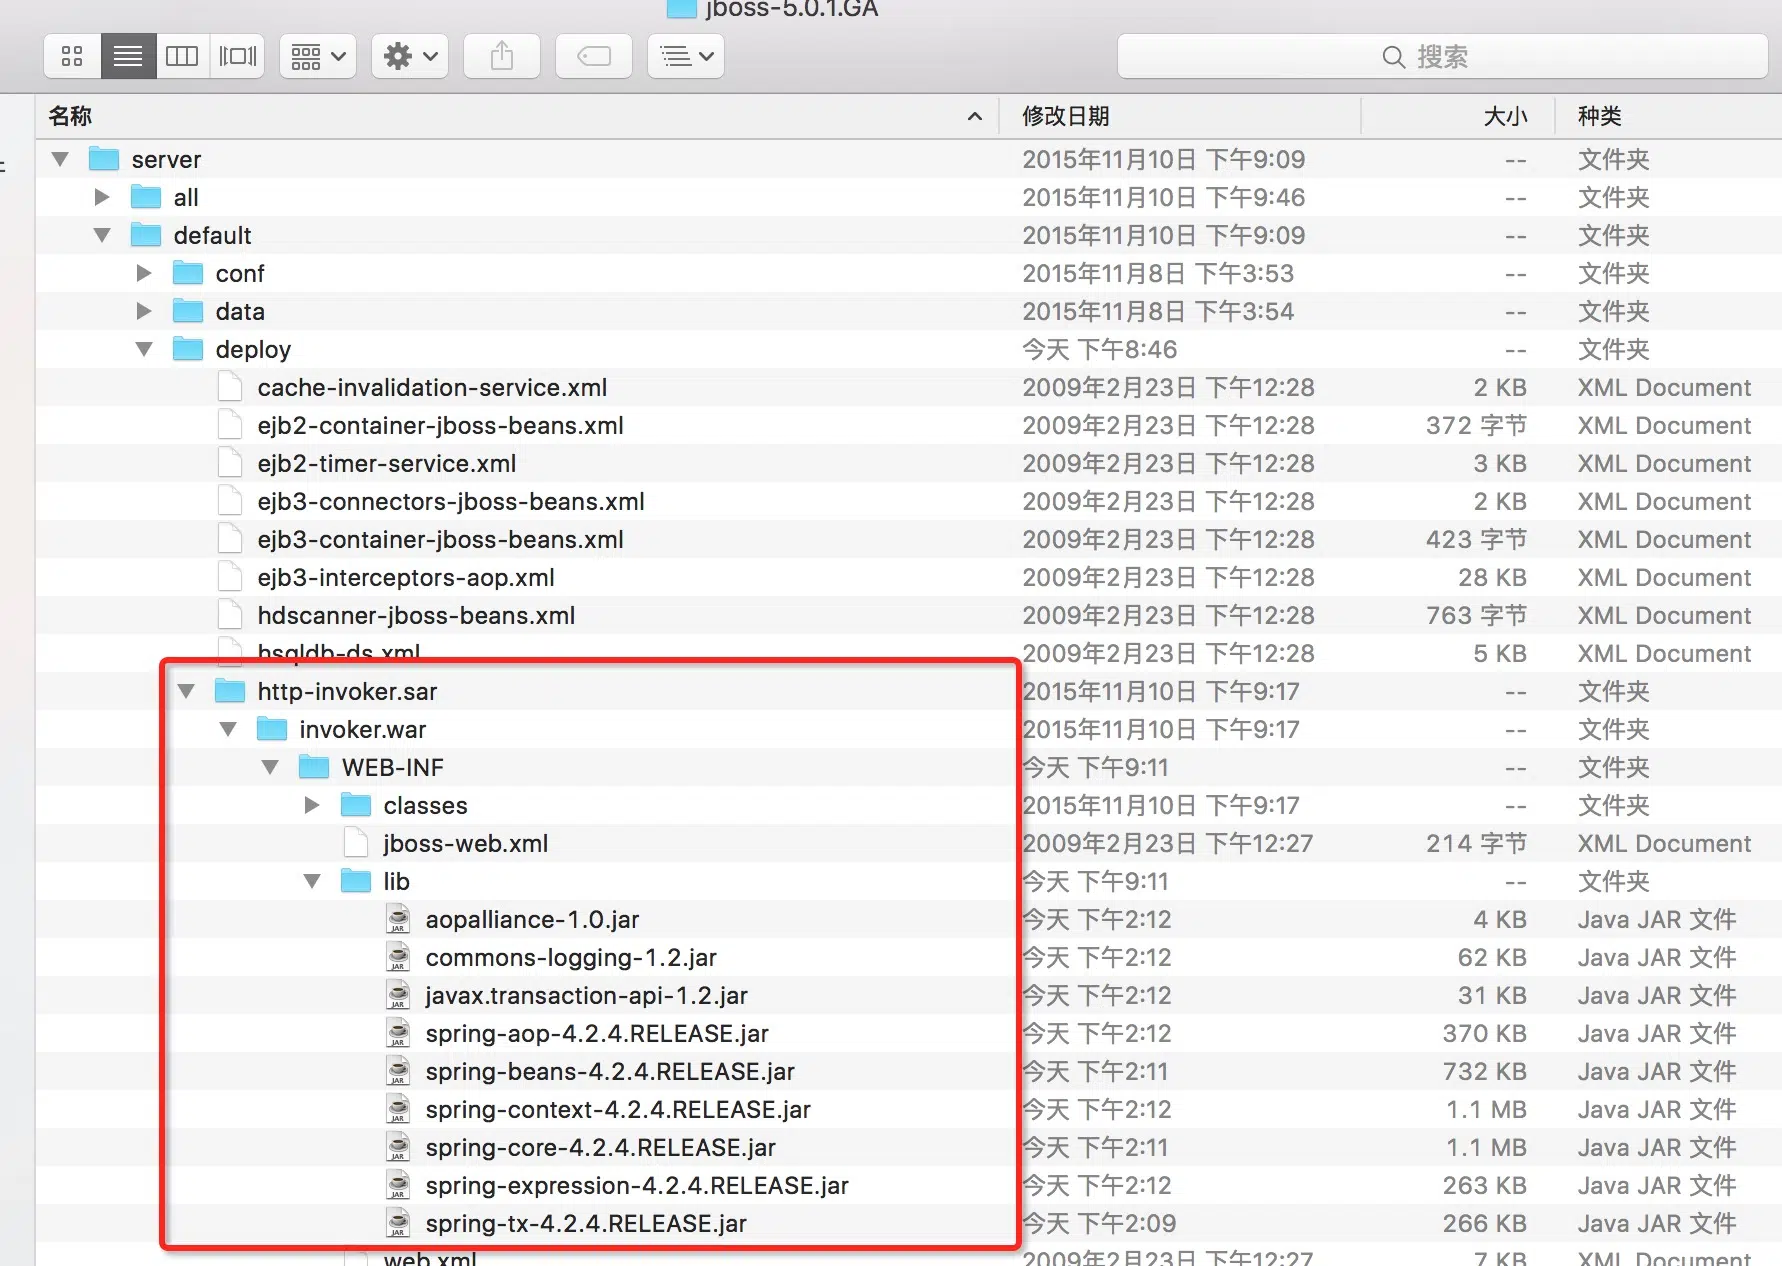 jboss-5.0.1.GA
搜索
名称 修改日期 大小 种类
server 2015年11月10日 下午9:09 -- 文件夹
all 2015年11月10日 下午9:46 -- 文件夹
default 2015年11月10日 下午9:09 -- 文件夹
conf 2015年11月8日 下午3:53 -- 文件夹
data 2015年11月8日 下午3:54 -- 文件夹
deploy 今天 下午8:46 -- 文件夹
cache-invalidation-service.xml 2009年2月23日 下午12:28 2 KB XML Document
ejb2-container-jboss-beans.xml 2009年2月23日 下午12:28 372 字节 XML Document
ejb2-timer-service.xml 2009年2月23日 下午12:28 3 KB XML Document
ejb3-connectors-jboss-beans.xml 2009年2月23日 下午12:28 2 KB XML Document
ejb3-container-jboss-beans.xml 2009年2月23日 下午12:28 423 字节 XML Document
ejb3-interceptors-aop.xml 2009年2月23日 下午12:28 28 KB XML Document
hdscanner-jboss-beans.xml 2009年2月23日 下午12:28 763 字节 XML Document
hsqldb-ds.xml 2009年2月23日 下午12:28 5 KB XML Document
http-invoker.sar 2015年11月10日 下午9:17 -- 文件夹
invoker.war 2015年11月10日 下午9:17 -- 文件夹
WEB-INF 今天 下午9:11 -- 文件夹
classes 2015年11月10日 下午9:17 -- 文件夹
jboss-web.xml 2009年2月23日 下午12:27 214 字节 XML Document
lib 今天 下午9:11 -- 文件夹
aopalliance-1.0.jar 今天 下午2:12 4 KB Java JAR 文件
commons-logging-1.2.jar 今天 下午2:12 62 KB Java JAR 文件
javax.transaction-api-1.2.jar 今天 下午2:12 31 KB Java JAR 文件
spring-aop-4.2.4.RELEASE.jar 今天 下午2:12 370 KB Java JAR 文件
spring-beans-4.2.4.RELEASE.jar 今天 下午2:11 732 KB Java JAR 文件
spring-context-4.2.4.RELEASE.jar 今天 下午2:12 1.1 MB Java JAR 文件
spring-core-4.2.4.RELEASE.jar 今天 下午2:11 1.1 MB Java JAR 文件
spring-expression-4.2.4.RELEASE.jar 今天 下午2:12 263 KB Java JAR 文件
spring-tx-4.2.4.RELEASE.jar 今天 下午2:09 266 KB Java JAR 文件
web.xml 2009年2月23日 下午12:27 7 KB XML Document